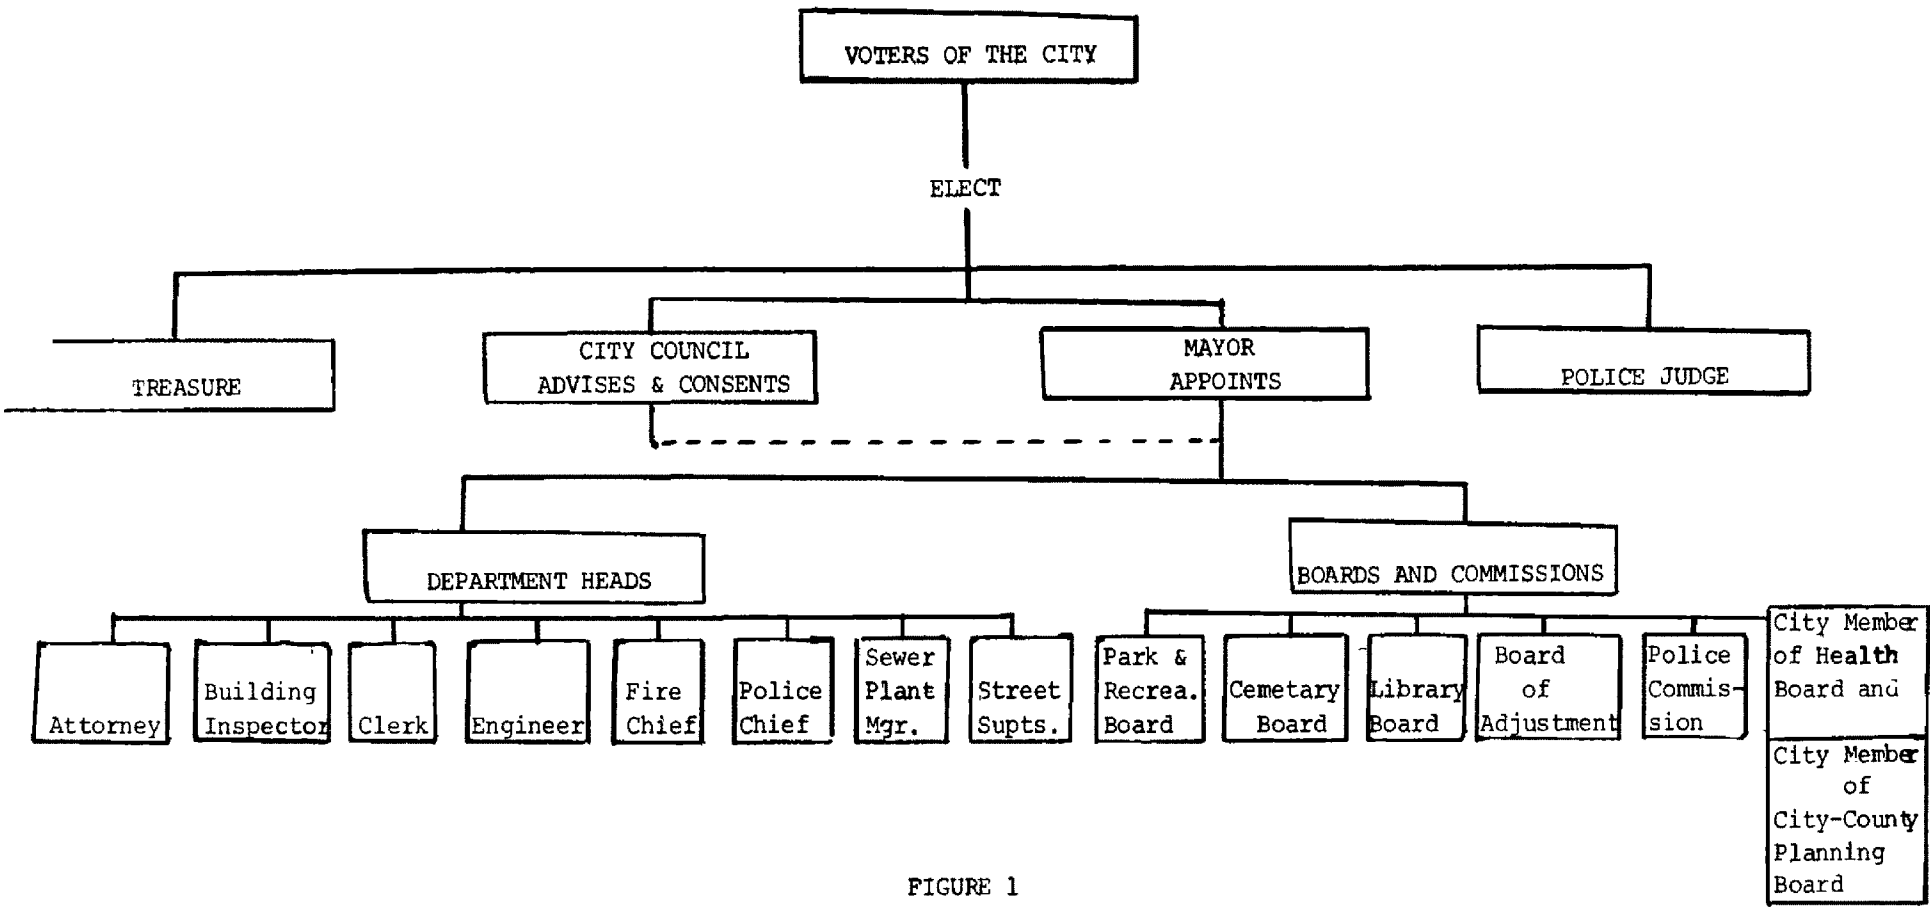 VOTERS OF THE CITY
ELECT
TREASURE
CITY COUNCIL
ADVISES & CONSENTS
MAYOR
APPOINTS
POLICE JUDGE
DEPARTMENT HEADS
BOARDS AND COMMISSIONS
Attorney
Building
Inspector
Clerk
Engineer
Fire
Chief
Police
Chief
Sewer
Plant
Mgr.
Street
Supts.
Park &
Recrea.
Board
Cemetary
Board
Library
Board
Board
of
Adjustment
Police
Commis-
sion
City Member
of Health
Board and
City Member
of
City-County
Planning
Board
FIGURE 1